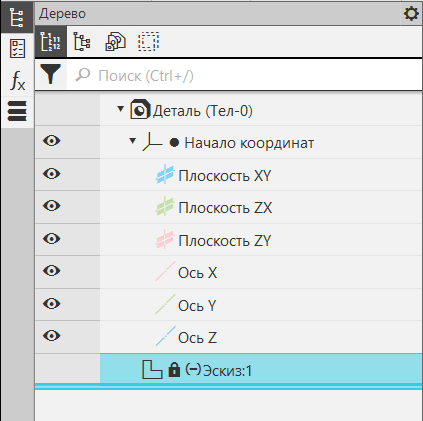 Дерево
Поиск (Ctrl+/)
Деталь (Тел-0)
Начало координат
Плоскость XY
Плоскость ZX
Плоскость ZY
Ось X
Ось Y
Ось Z
(−)Эскиз:1
fx